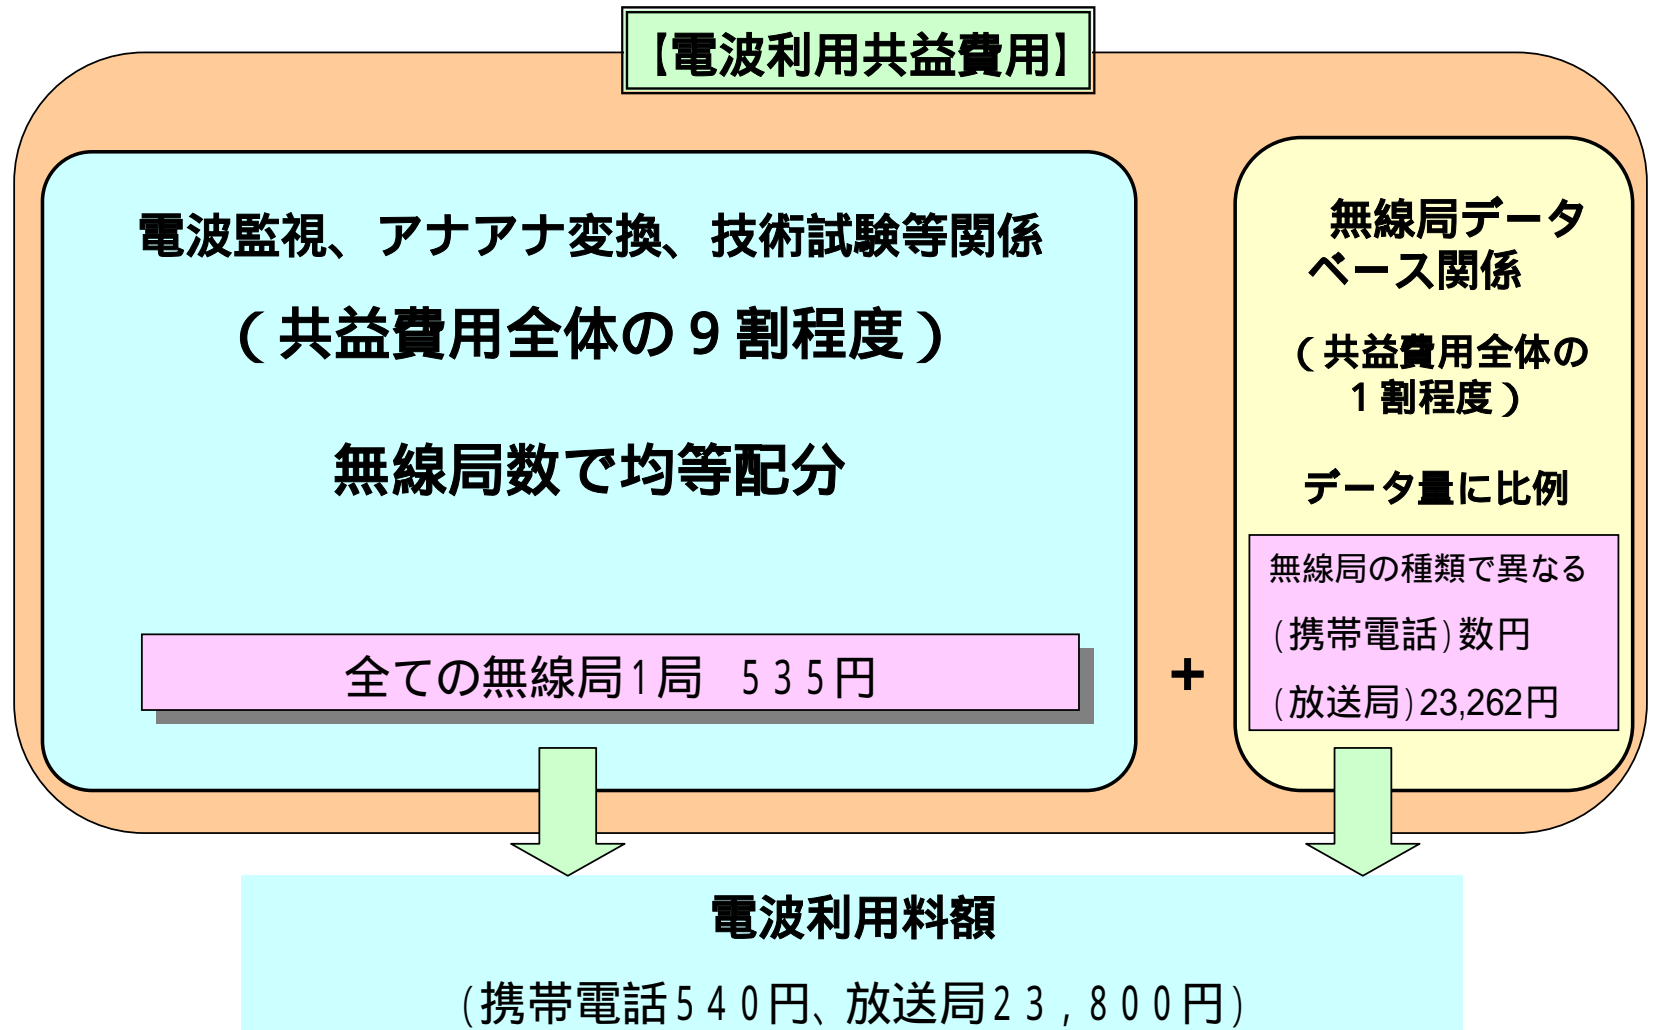 【電波利用共益費用】
電波監視、アナアナ変換、技術試験等関係
（共益費用全体の９割程度）
無線局数で均等配分
全ての無線局1局　５３５円
+
無線局データ
ベース関係
（共益費用全体の
１割程度）
データ量に比例
無線局の種類で異なる
(携帯電話)数円
(放送局)23,262円
電波利用料額
(携帯電話５４０円、放送局２３,８００円)